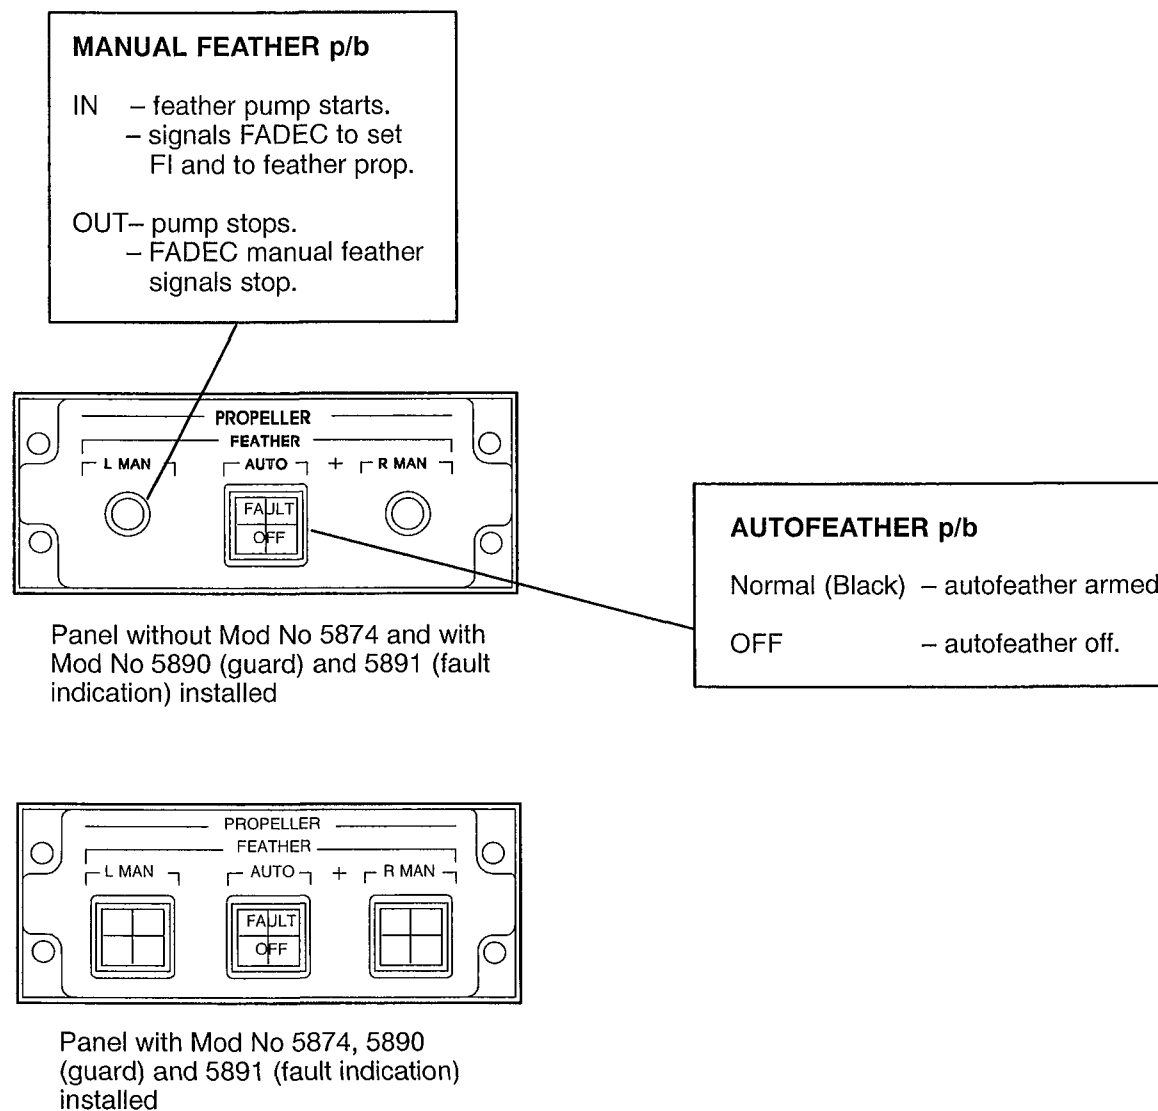 MANUAL FEATHER p/b
IN – feather pump starts.
– signals FADEC to set
FI and to feather prop.
OUT– pump stops.
– FADEC manual feather
signals stop.
PROPELLER
FEATHER
L MAN AUTO + R MAN
FAULT
OFF
Panel without Mod No 5874 and with
Mod No 5890 (guard) and 5891 (fault
indication) installed
AUTOFEATHER p/b
Normal (Black) – autofeather armed
OFF – autofeather off.
PROPELLER
FEATHER
L MAN AUTO + R MAN
FAULT
OFF
Panel with Mod No 5874, 5890
(guard) and 5891 (fault indication)
installed